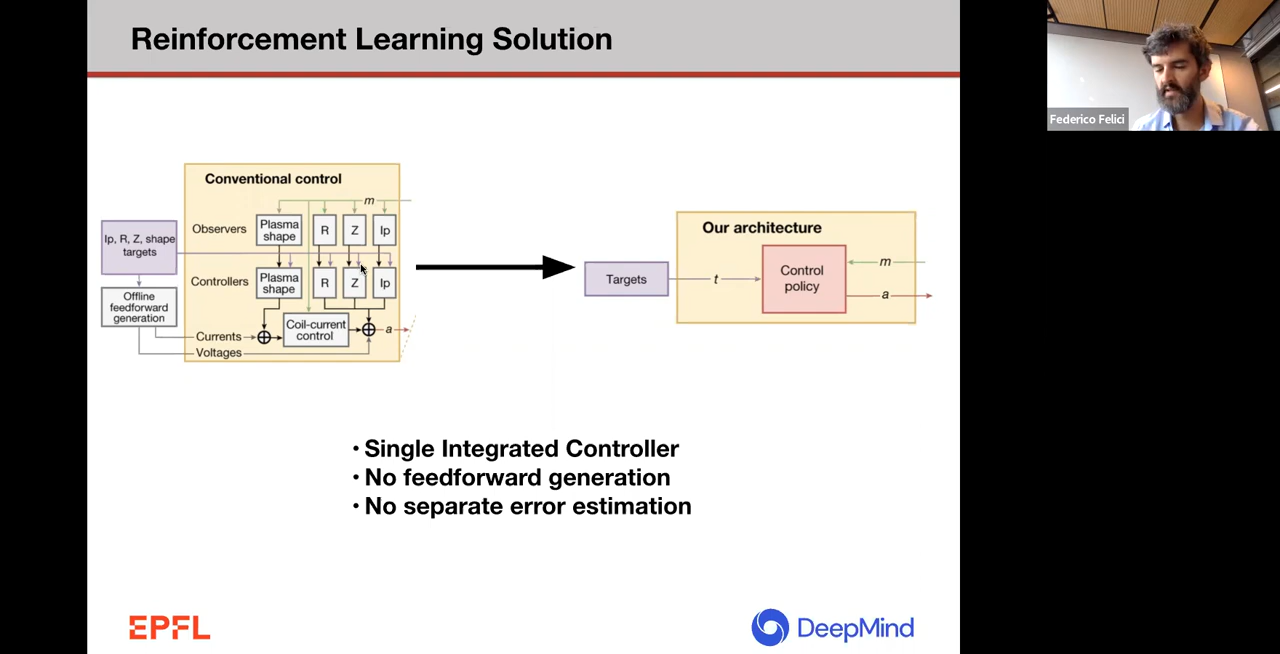 Reinforcement Learning Solution
Federico Felici
Conventional control
m
Observers
Plasma
shape
R
Z
Ip
Ip, R, Z, shape
targets
Controllers
Plasma
shape
R
Z
Ip
Offline
feedforward
generation
Currents
Coil-current
control
a
Voltages
Our architecture
Targets
t
Control
policy
m
a
• Single Integrated Controller
• No feedforward generation
• No separate error estimation
EPFL
DeepMind